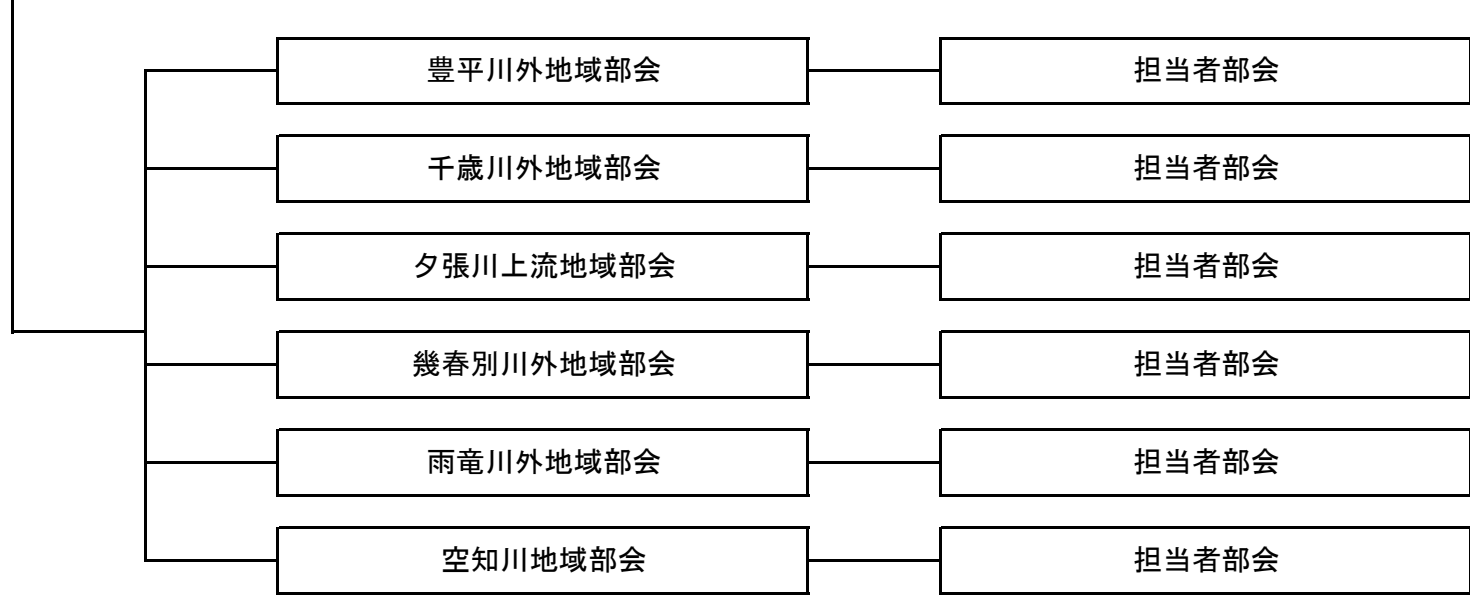 豊平川外地域部会
担当者部会
千歳川外地域部会
担当者部会
夕張川上流地域部会
担当者部会
幾春別川外地域部会
担当者部会
雨竜川外地域部会
担当者部会
空知川地域部会
担当者部会